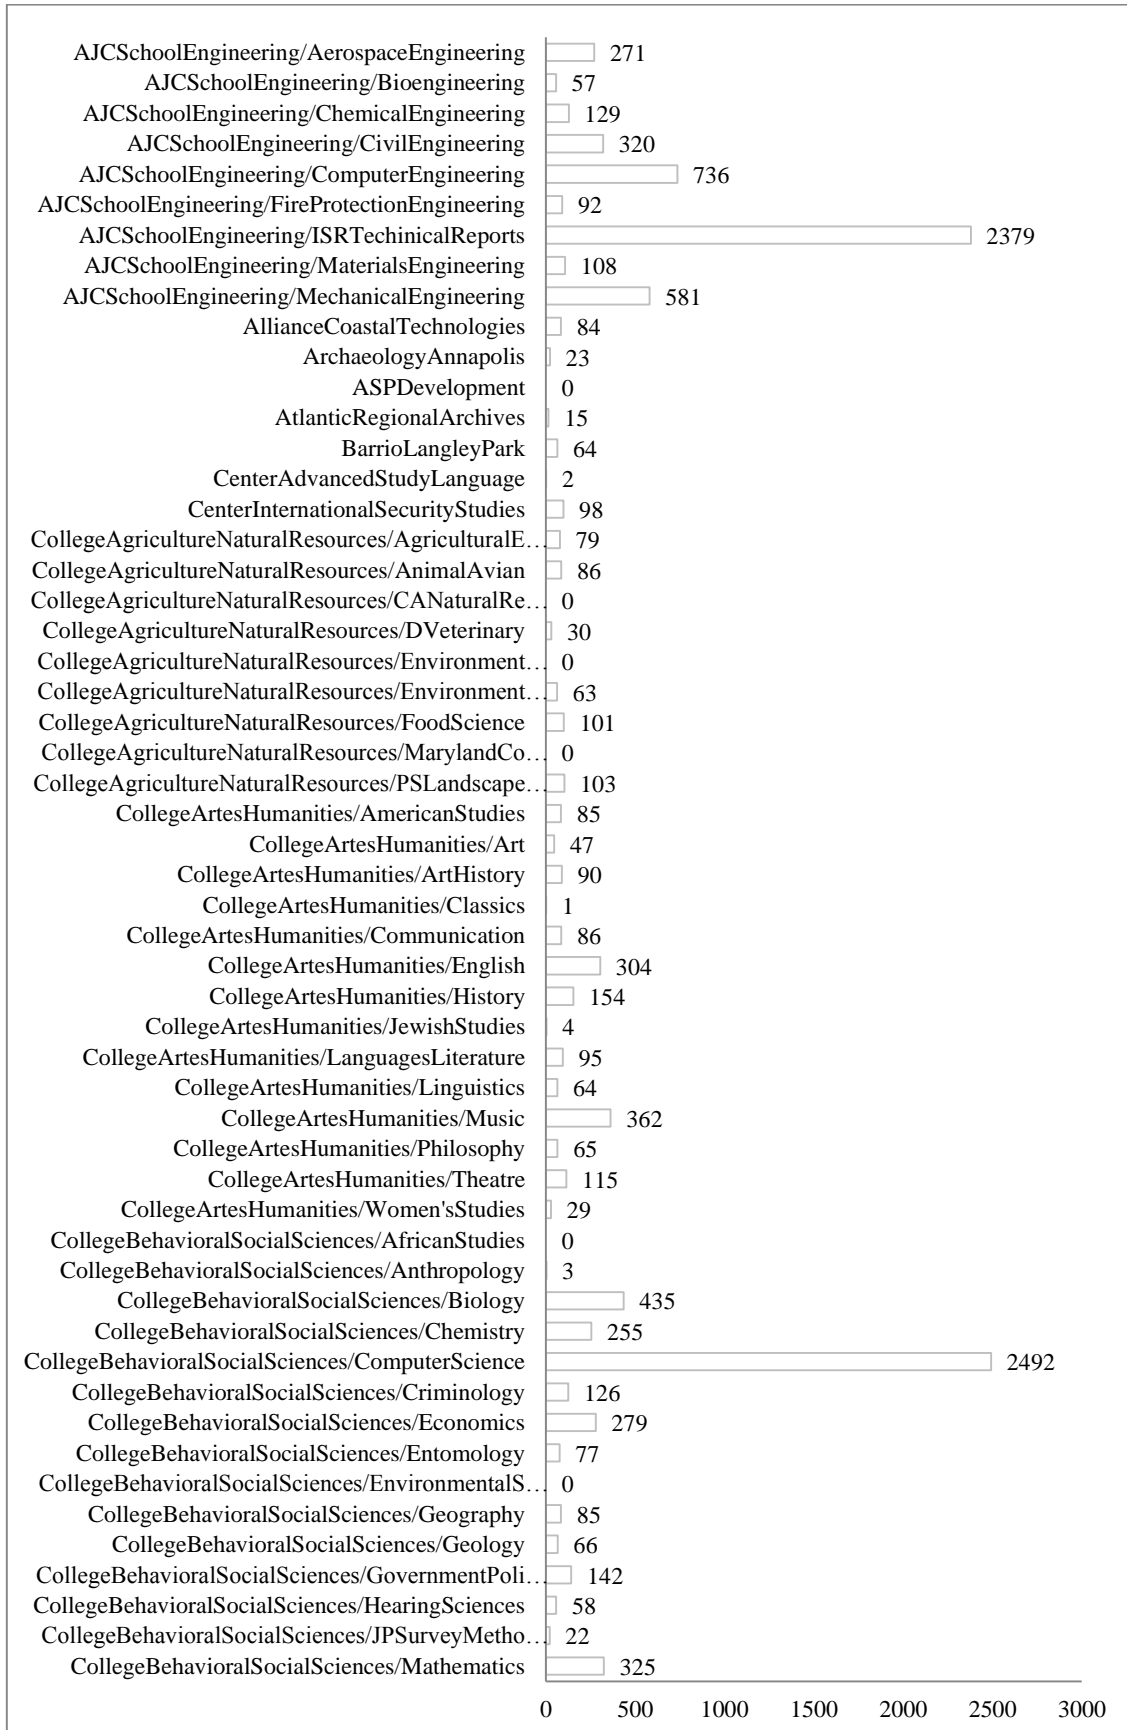 AJCSchoolEngineering/AerospaceEngineering 271
AJCSchoolEngineering/Bioengineering 57
AJCSchoolEngineering/ChemicalEngineering 129
AJCSchoolEngineering/CivilEngineering 320
AJCSchoolEngineering/ComputerEngineering 736
AJCSchoolEngineering/FireProtectionEngineering 92
AJCSchoolEngineering/ISRTechinicalReports 2379
AJCSchoolEngineering/MaterialsEngineering 108
AJCSchoolEngineering/MechanicalEngineering 581
AllianceCoastalTechnologies 84
ArchaeologyAnnapolis 23
ASPDevelopment 0
AtlanticRegionalArchives 15
BarrioLangleyPark 64
CenterAdvancedStudyLanguage 2
CenterInternationalSecurityStudies 98
CollegeAgricultureNaturalResources/AgriculturalE… 79
CollegeAgricultureNaturalResources/AnimalAvian 86
CollegeAgricultureNaturalResources/CANaturalRe… 0
CollegeAgricultureNaturalResources/DVeterinary 30
CollegeAgricultureNaturalResources/Environment… 0
CollegeAgricultureNaturalResources/Environment… 63
CollegeAgricultureNaturalResources/FoodScience 101
CollegeAgricultureNaturalResources/MarylandCo… 0
CollegeAgricultureNaturalResources/PSLandscape… 103
CollegeArtesHumanities/AmericanStudies 85
CollegeArtesHumanities/Art 47
CollegeArtesHumanities/ArtHistory 90
CollegeArtesHumanities/Classics 1
CollegeArtesHumanities/Communication 86
CollegeArtesHumanities/English 304
CollegeArtesHumanities/History 154
CollegeArtesHumanities/JewishStudies 4
CollegeArtesHumanities/LanguagesLiterature 95
CollegeArtesHumanities/Linguistics 64
CollegeArtesHumanities/Music 362
CollegeArtesHumanities/Philosophy 65
CollegeArtesHumanities/Theatre 115
CollegeArtesHumanities/Women'sStudies 29
CollegeBehavioralSocialSciences/AfricanStudies 0
CollegeBehavioralSocialSciences/Anthropology 3
CollegeBehavioralSocialSciences/Biology 435
CollegeBehavioralSocialSciences/Chemistry 255
CollegeBehavioralSocialSciences/ComputerScience 2492
CollegeBehavioralSocialSciences/Criminology 126
CollegeBehavioralSocialSciences/Economics 279
CollegeBehavioralSocialSciences/Entomology 77
CollegeBehavioralSocialSciences/EnvironmentalS… 0
CollegeBehavioralSocialSciences/Geography 85
CollegeBehavioralSocialSciences/Geology 66
CollegeBehavioralSocialSciences/GovernmentPoli… 142
CollegeBehavioralSocialSciences/HearingSciences 58
CollegeBehavioralSocialSciences/JPSurveyMetho… 22
CollegeBehavioralSocialSciences/Mathematics 325
0 500 1000 1500 2000 2500 3000